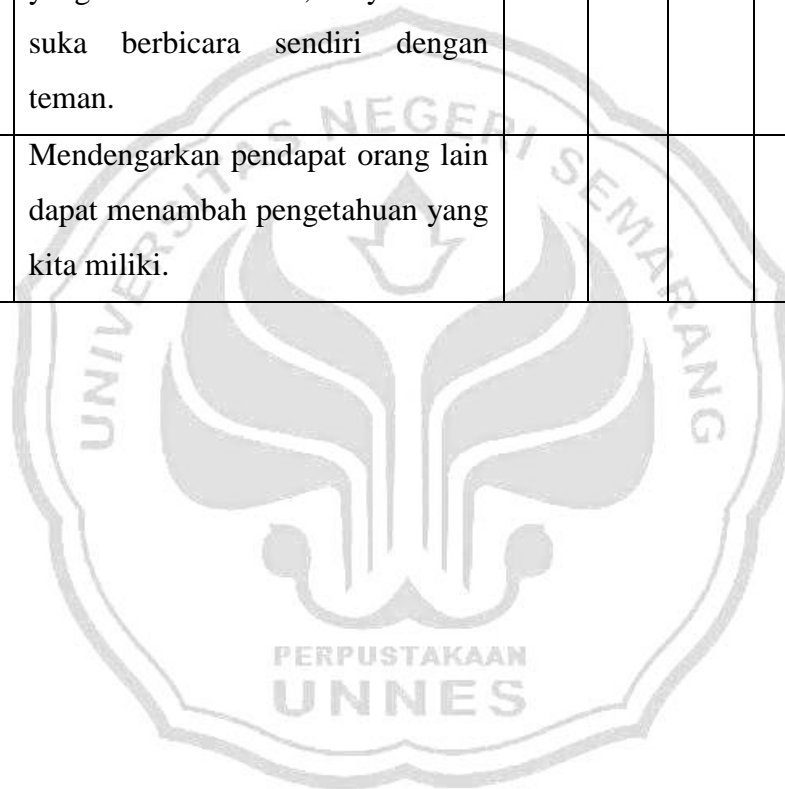 suka berbicara sendiri dengan
teman.
Mendengarkan pendapat orang lain
dapat menambah pengetahuan yang
kita miliki.
UNIVERSITAS NEGERI SEMARANG
PERPUSTAKAAN
UNNES